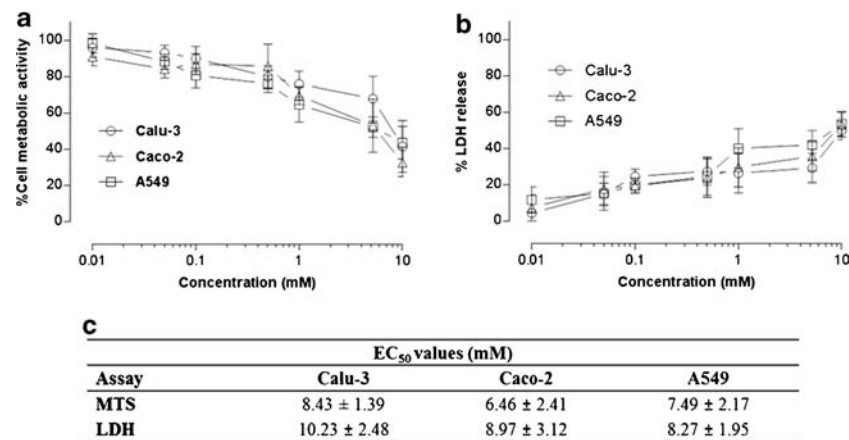 a
100
80
60
40
20
0
%Cell metabolic activity
Calu-3
Caco-2
A549
0.01
0.1
1
10
Concentration (mM)
b
100
80
60
40
20
0
% LDH release
Calu-3
Caco-2
A549
0.01
0.1
1
10
Concentration (mM)
c
EC50 values (mM)
Assay Calu-3 Caco-2 A549
MTS 8.43 ± 1.39 6.46 ± 2.41 7.49 ± 2.17
LDH 10.23 ± 2.48 8.97 ± 3.12 8.27 ± 1.95